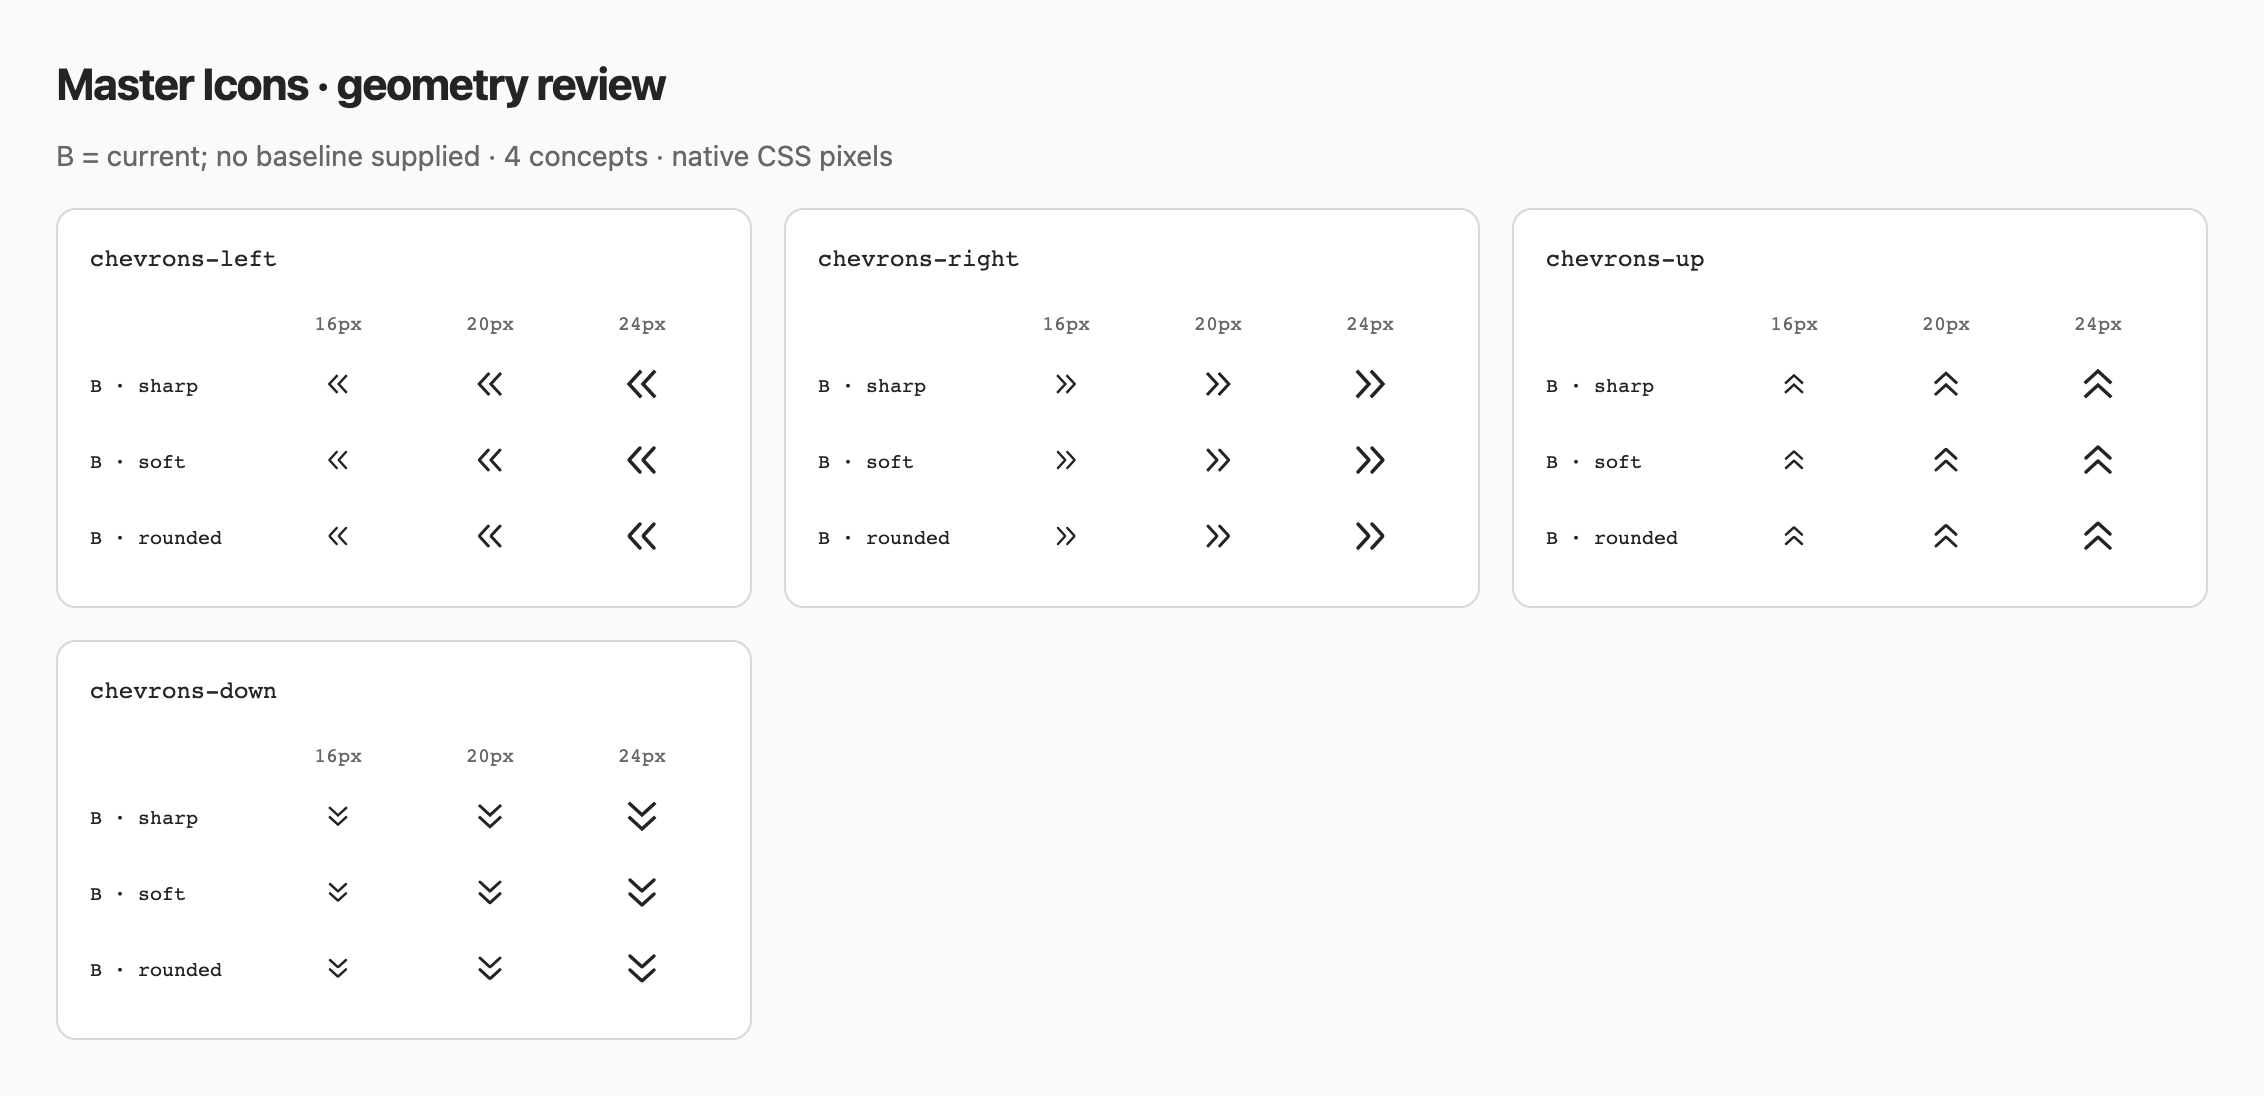 Master Icons · geometry review
B = current; no baseline supplied · 4 concepts · native CSS pixels
chevrons-left
16px 20px 24px
B · sharp
B · soft
B · rounded
chevrons-right
16px 20px 24px
B · sharp
B · soft
B · rounded
chevrons-up
16px 20px 24px
B · sharp
B · soft
B · rounded
chevrons-down
16px 20px 24px
B · sharp
B · soft
B · rounded